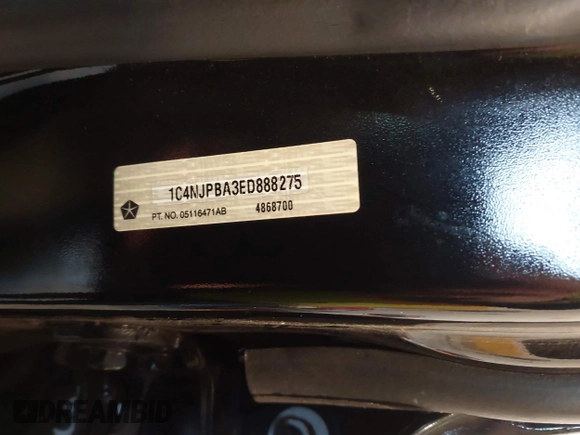 1C4NJPBA3ED888275
PT. NO. 05116471AB 4868700
DREAMBID